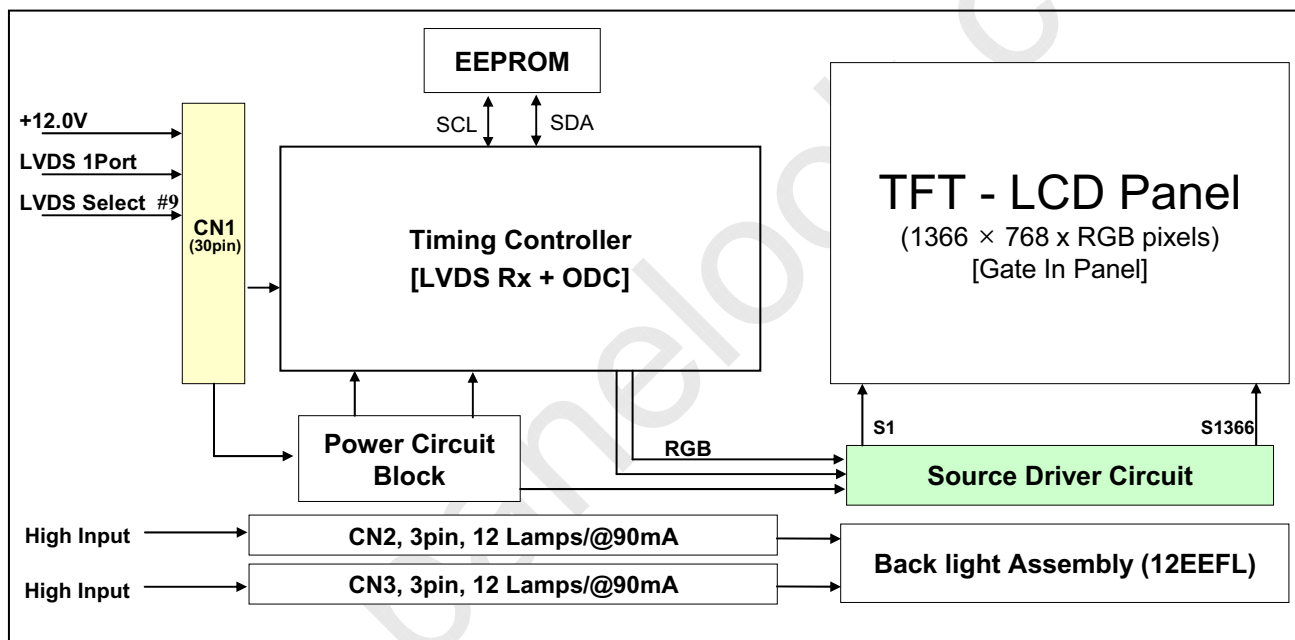 EEPROM
SCL
SDA
+12.0V
LVDS 1Port
LVDS Select #9
CN1
(30pin)
Timing Controller
[LVDS Rx + ODC]
TFT - LCD Panel
(1366 × 768 x RGB pixels)
[Gate In Panel]
Power Circuit
Block
RGB
S1
S1366
Source Driver Circuit
High Input
CN2, 3pin, 12 Lamps/@90mA
High Input
CN3, 3pin, 12 Lamps/@90mA
Back light Assembly (12EEFL)